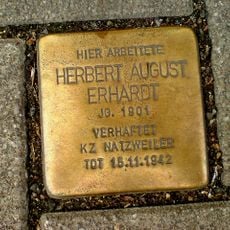 HIER ARBEITETE
HERBERT AUGUST
ERHARDT
JG. 1901
VERHAFTET
KZ NATZWEILER
TOT 15.11.1942